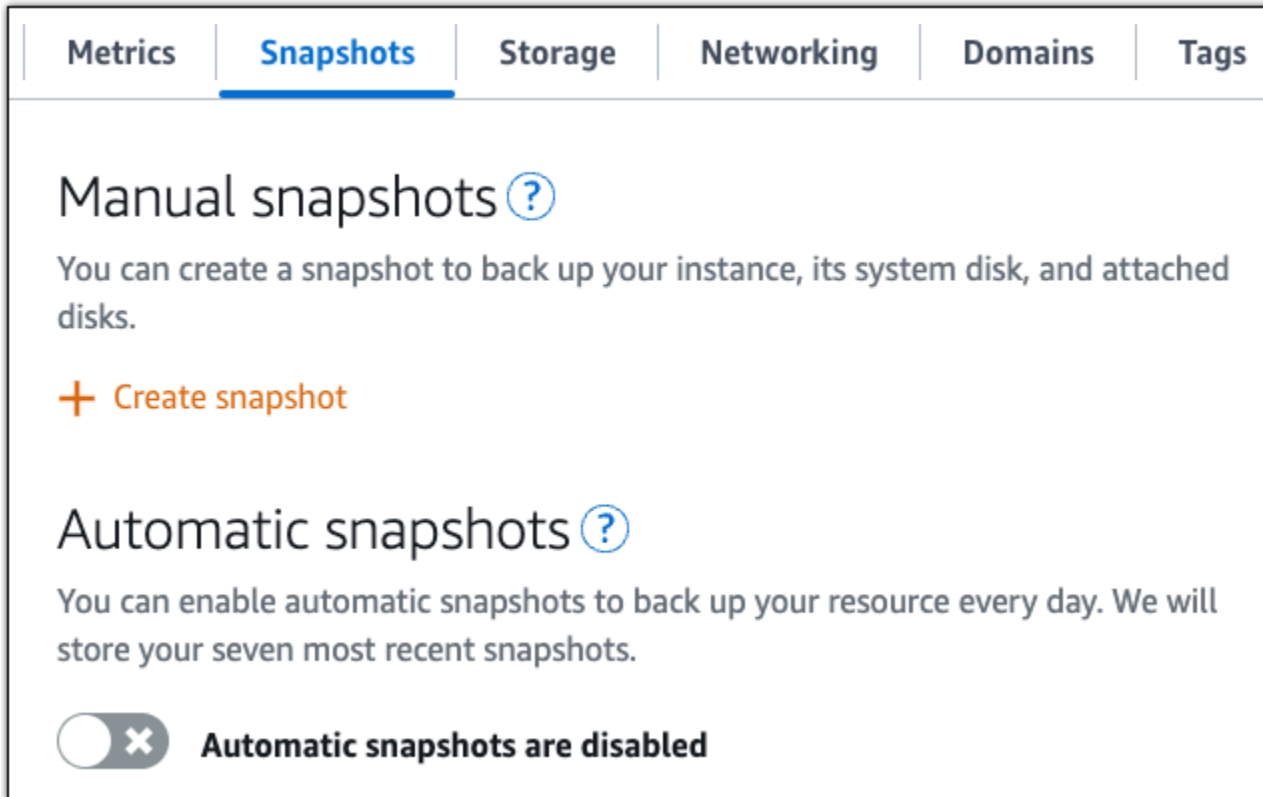 Metrics Snapshots Storage Networking Domains Tags
Manual snapshots ?
You can create a snapshot to back up your instance, its system disk, and attached
disks.
+ Create snapshot
Automatic snapshots ?
You can enable automatic snapshots to back up your resource every day. We will
store your seven most recent snapshots.
Automatic snapshots are disabled